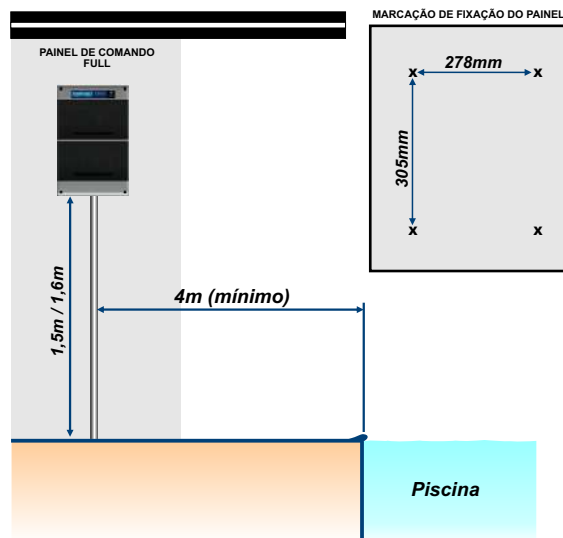 MARCAÇÃO DE FIXAÇÃO DO PAINEL
PAINEL DE COMANDO
FULL
278mm
x
x
305mm
x
x
1,5m / 1,6m
4m (mínimo)
Piscina